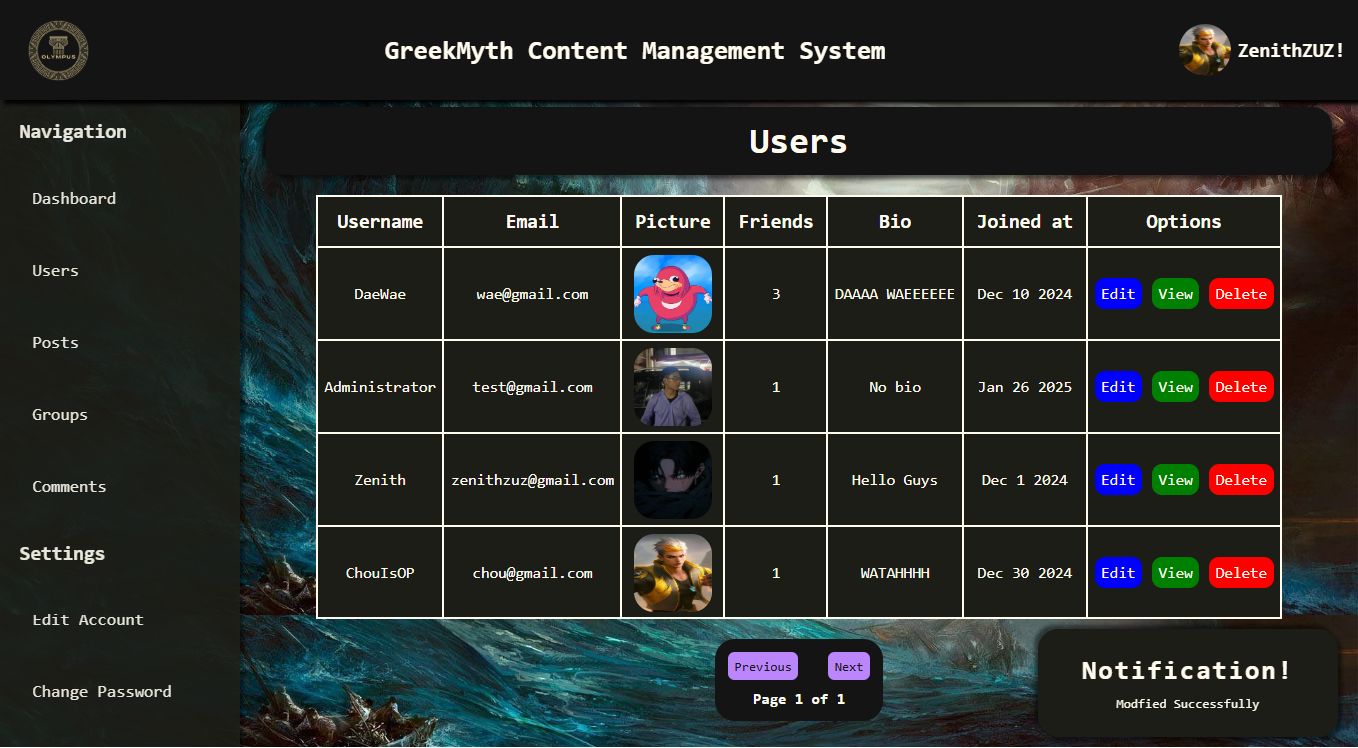 OLYMPUS
GreekMyth Content Management System
ZenithZUZ!
Navigation
Dashboard
Users
Posts
Groups
Comments
Settings
Edit Account
Change Password
Users
Username Email Picture Friends Bio Joined at Options
DaeWae wae@gmail.com 3 DAAAA WAEEEEEE Dec 10 2024 Edit View Delete
Administrator test@gmail.com 1 No bio Jan 26 2025 Edit View Delete
Zenith zenithzuz@gmail.com 1 Hello Guys Dec 1 2024 Edit View Delete
ChouIsOP chou@gmail.com 1 WATAHHHH Dec 30 2024 Edit View Delete
Previous Next
Page 1 of 1
Notification!
Modfied Successfully